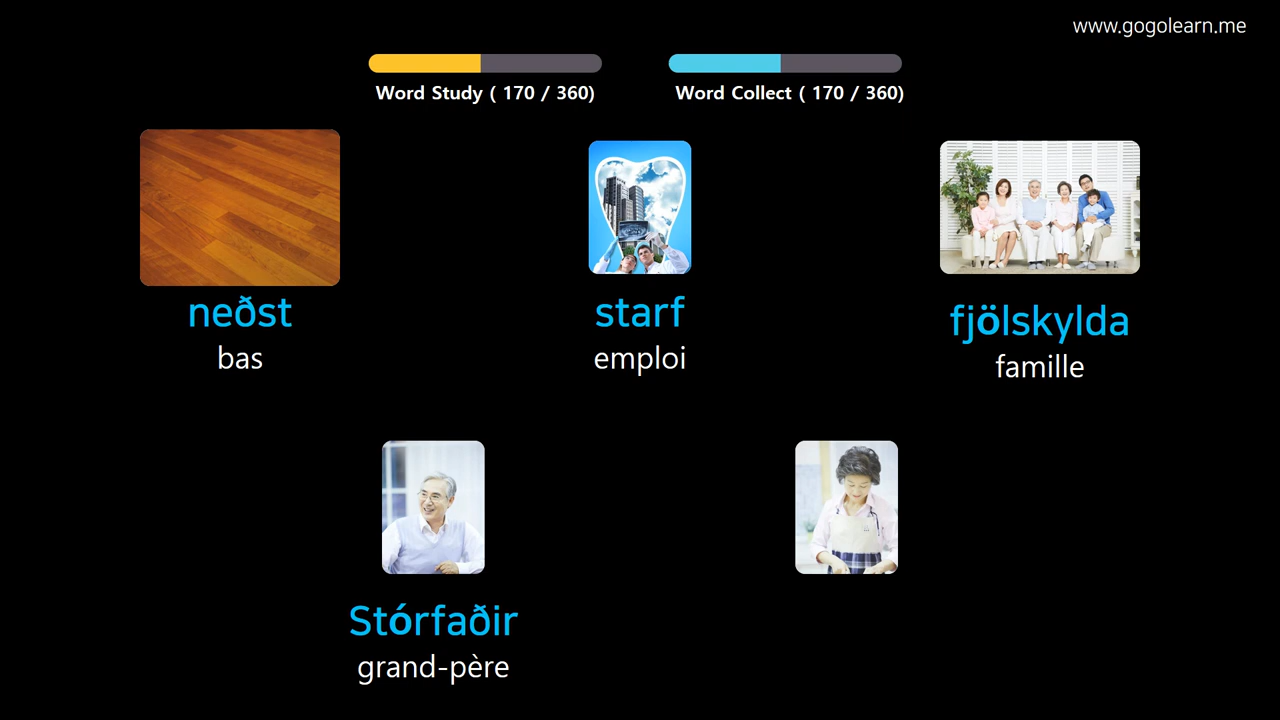 www.gogolearn.me
Word Study ( 170 / 360)
Word Collect ( 170 / 360)
neðst
bas
starf
emploi
fjölskylda
famille
Stórfaðir
grand-père